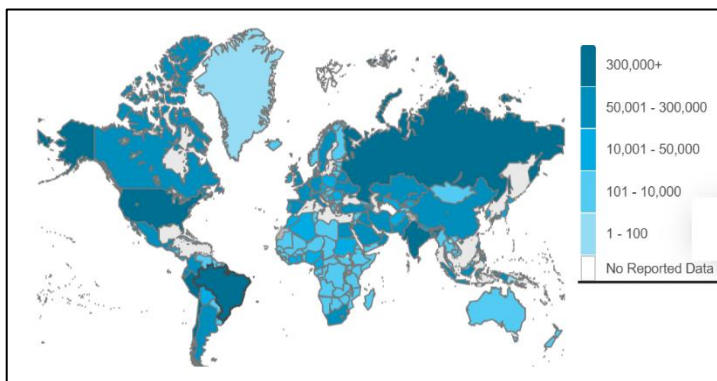 300,000+
50,001 - 300,000
10,001 - 50,000
101 - 10,000
1 - 100
No Reported Data